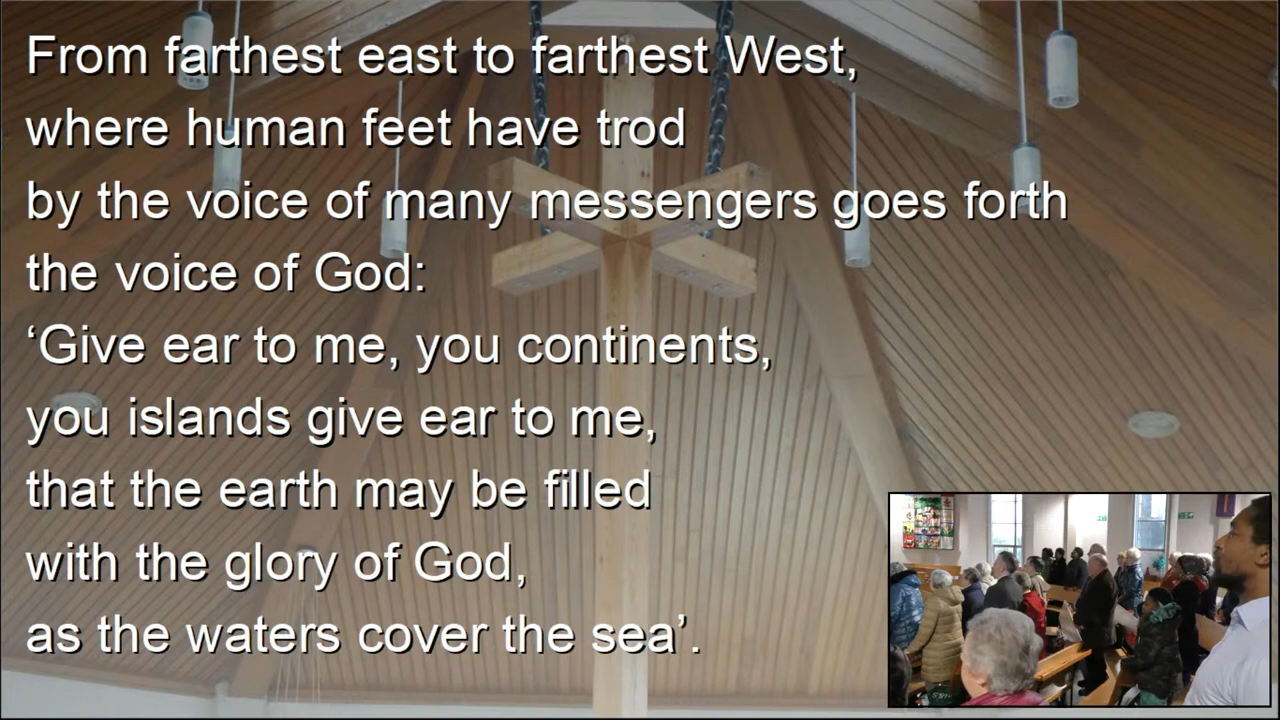 From farthest east to farthest West,
where human feet have trod
by the voice of many messengers goes forth
the voice of God:
‘Give ear to me, you continents,
you islands give ear to me,
that the earth may be filled
with the glory of God,
as the waters cover the sea’.